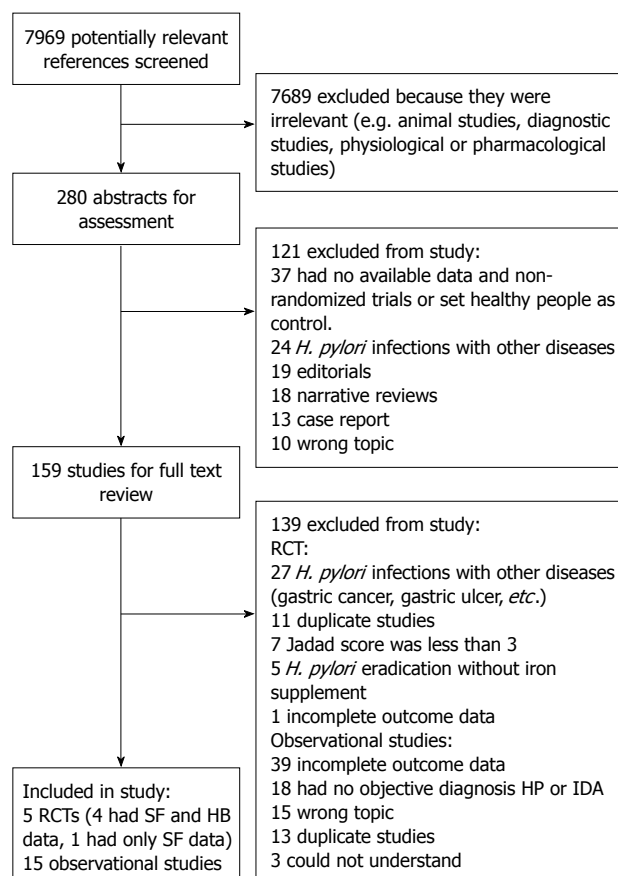 7969 potentially relevant
references screened
7689 excluded because they were
irrelevant (e.g. animal studies, diagnostic
studies, physiological or pharmacological
studies)
280 abstracts for
assessment
121 excluded from study:
37 had no available data and non-
randomized trials or set healthy people as
control.
24 H. pylori infections with other diseases
19 editorials
18 narrative reviews
13 case report
10 wrong topic
159 studies for full text
review
139 excluded from study:
RCT:
27 H. pylori infections with other diseases
(gastric cancer, gastric ulcer, etc.)
11 duplicate studies
7 Jadad score was less than 3
5 H. pylori eradication without iron
supplement
1 incomplete outcome data
Observational studies:
39 incomplete outcome data
18 had no objective diagnosis HP or IDA
15 wrong topic
13 duplicate studies
3 could not understand
Included in study:
5 RCTs (4 had SF and HB
data, 1 had only SF data)
15 observational studies